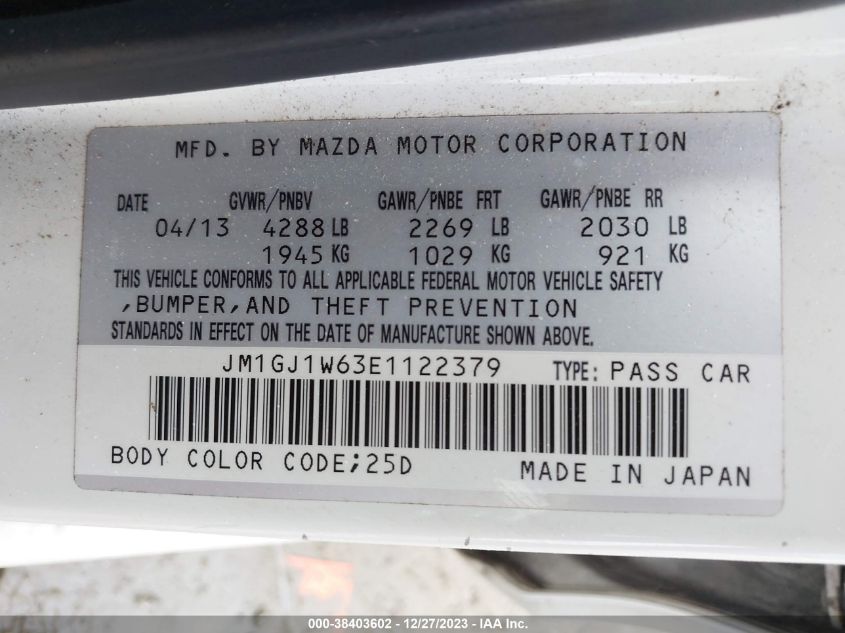 MFD. BY MAZDA MOTOR CORPORATION
DATE GVWR/PNBV GAWR/PNBE FRT GAWR/PNBE RR
04/13 4288 LB 2269 LB 2030 LB
1945 KG 1029 KG 921 KG
THIS VEHICLE CONFORMS TO ALL APPLICABLE FEDERAL MOTOR VEHICLE SAFETY
,BUMPER,AND THEFT PREVENTION
STANDARDS IN EFFECT ON THE DATE OF MANUFACTURE SHOWN ABOVE.
JM1GJ1W63E1122379 TYPE: PASS CAR
BODY COLOR CODE;25D MADE IN JAPAN
000-38403602 - 12/27/2023 - IAA Inc.